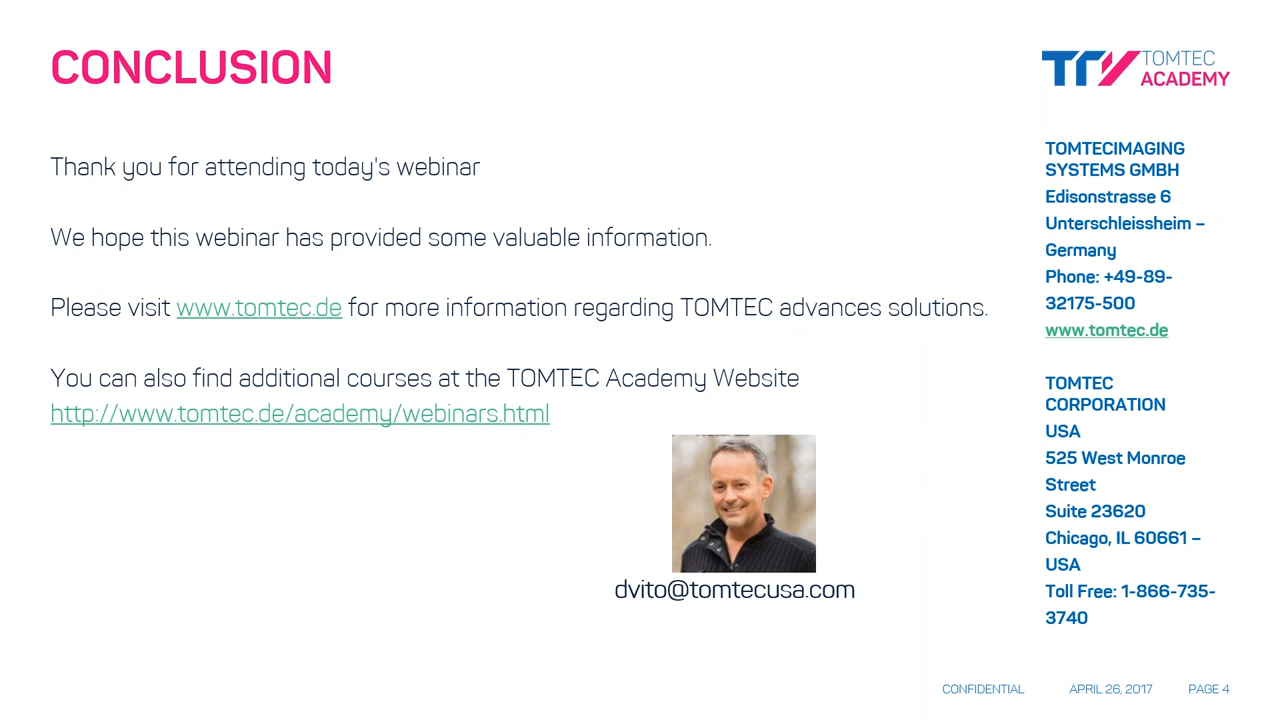 CONCLUSION
TOMTEC
ACADEMY
Thank you for attending today's webinar
We hope this webinar has provided some valuable information.
Please visit www.tomtec.de for more information regarding TOMTEC advances solutions.
You can also find additional courses at the TOMTEC Academy Website
http://www.tomtec.de/academy/webinars.html
dvito@tomtecusa.com
TOMTECIMAGING
SYSTEMS GMBH
Edisonstrasse 6
Unterschleissheim –
Germany
Phone: +49-89-
32175-500
www.tomtec.de
TOMTEC
CORPORATION
USA
525 West Monroe
Street
Suite 23620
Chicago, IL 60661 –
USA
Toll Free: 1-866-735-
3740
CONFIDENTIAL APRIL 26, 2017 PAGE 4